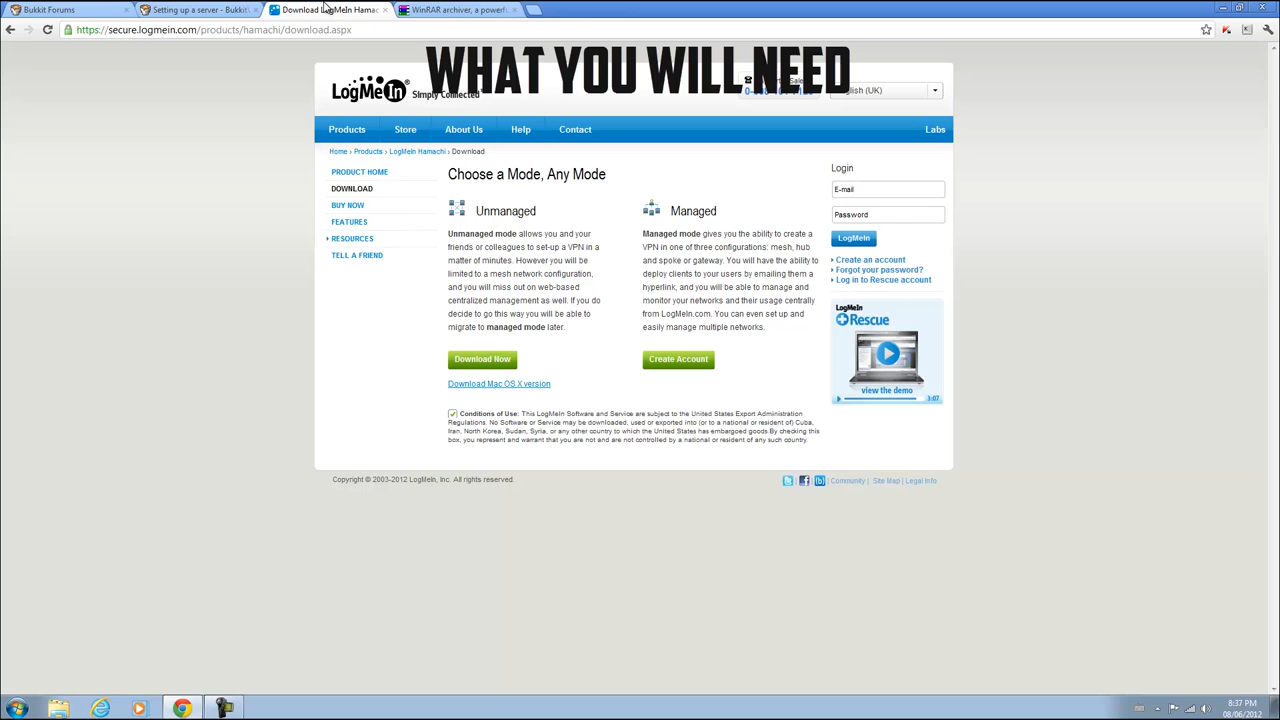 Bukkit Forums
Setting up a server - Bukkit
Download LogMeIn Hamac
WinRAR archiver, a powerf
https://secure.logmein.com/products/hamachi/download.aspx
WHAT YOU WILL NEED
LogMeIn® Simply Connected
English (UK)
Products
Store
About Us
Help
Contact
Labs
Home › Products › LogMeIn Hamachi › Download
PRODUCT HOME
DOWNLOAD
BUY NOW
FEATURES
RESOURCES
TELL A FRIEND
Choose a Mode, Any Mode
Unmanaged
Unmanaged mode allows you and your
friends or colleagues to set-up a VPN in a
matter of minutes. However you will be
limited to a mesh network configuration,
and you will miss out on web-based
centralized management as well. If you do
decide to go this way you will be able to
migrate to managed mode later.
Download Now
Download Mac OS X version
Managed
Managed mode gives you the ability to create a
VPN in one of three configurations: mesh, hub
and spoke or gateway. You will have the ability to
deploy clients to your users by emailing them a
hyperlink, and you will be able to manage and
monitor your networks and their usage centrally
from LogMeIn.com. You can even set up and
easily manage multiple networks.
Create Account
Conditions of Use: This LogMeIn Software and Service are subject to the United States Export Administration
Regulations. No Software or Service may be downloaded, used or exported into (or to a national or resident of) Cuba,
Iran, North Korea, Sudan, Syria, or any other country to which the United States has embargoed goods.By checking this
box, you represent and warrant that you are not and are not controlled by a national or resident of any such country.
Login
E-mail
Password
LogMeIn
Create an account
Forgot your password?
Log in to Rescue account
LogMeIn
Rescue
view the demo
3:07
Copyright © 2003-2012 LogMeIn, Inc. All rights reserved.
Community | Site Map | Legal Info
8:37 PM
08/06/2012